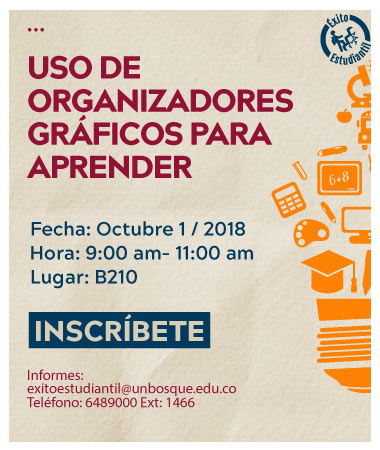 ...
Éxito
Estudiantil
USO DE
ORGANIZADORES
GRÁFICOS PARA
APRENDER
6+8
Fecha: Octubre 1 / 2018
Hora: 9:00 am- 11:00 am
Lugar: B210
INSCRÍBETE
Informes:
exitoestudiantil@unbosque.edu.co
Teléfono: 6489000 Ext: 1466